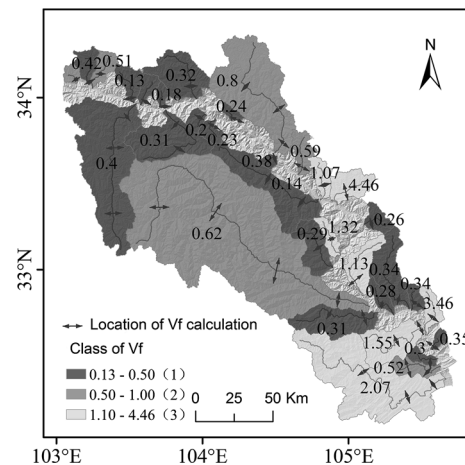 N
34°N
33°N
103°E
104°E
105°E
0.42
0.51
0.13
0.32
0.18
0.8
0.24
0.2
0.23
0.31
0.4
0.38
0.59
0.14
1.07
4.46
0.62
0.29
1.32
0.26
1.13
0.34
0.28
0.34
3.46
0.31
1.55
0.3
0.35
0.52
2.07
Location of Vf calculation
Class of Vf
0.13 - 0.50 (1)
0.50 - 1.00 (2)
1.10 - 4.46 (3)
0 25 50 Km